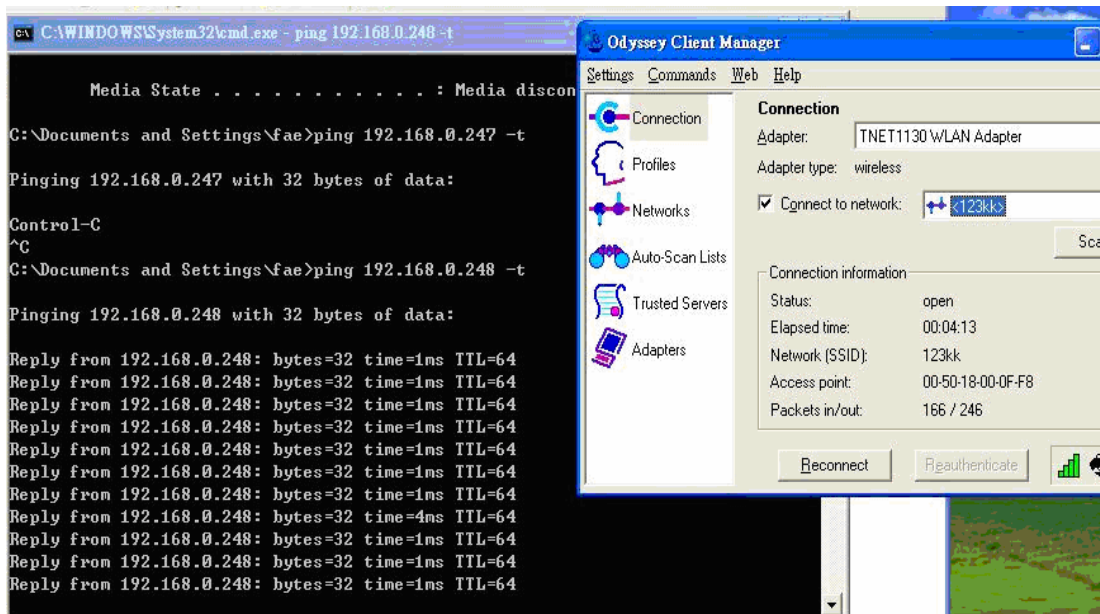 C:\WINDOWS\System32\cmd.exe - ping 192.168.0.248 -t
Media State . . . . . . . . . . . : Media discon
C:\Documents and Settings\fae>ping 192.168.0.247 -t
Pinging 192.168.0.247 with 32 bytes of data:
Control-C
^C
C:\Documents and Settings\fae>ping 192.168.0.248 -t
Pinging 192.168.0.248 with 32 bytes of data:
Reply from 192.168.0.248: bytes=32 time=1ms TTL=64
Reply from 192.168.0.248: bytes=32 time=1ms TTL=64
Reply from 192.168.0.248: bytes=32 time=1ms TTL=64
Reply from 192.168.0.248: bytes=32 time=1ms TTL=64
Reply from 192.168.0.248: bytes=32 time=1ms TTL=64
Reply from 192.168.0.248: bytes=32 time=1ms TTL=64
Reply from 192.168.0.248: bytes=32 time=1ms TTL=64
Reply from 192.168.0.248: bytes=32 time=4ms TTL=64
Reply from 192.168.0.248: bytes=32 time=1ms TTL=64
Reply from 192.168.0.248: bytes=32 time=1ms TTL=64
Reply from 192.168.0.248: bytes=32 time=1ms TTL=64
Odyssey Client Manager
Settings Commands Web Help
Connection
Profiles
Networks
Auto-Scan Lists
Trusted Servers
Adapters
Connection
Adapter: TNET1130 WLAN Adapter
Adapter type: wireless
Connect to network: <123kk>
Sca
Connection information
Status: open
Elapsed time: 00:04:13
Network (SSID): 123kk
Access point: 00-50-18-00-0F-F8
Packets in/out: 166 / 246
Reconnect Reauthenticate